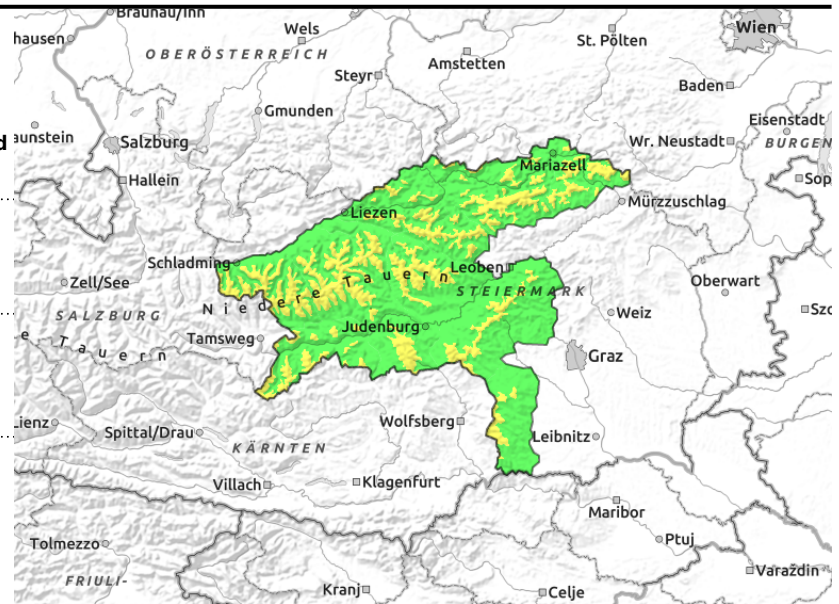 Braunau/Inn
hausen
Wels
OBERÖSTERREICH
Steyr
Amstetten
St. Pölten
Wien
Baden
Gmunden
Eisenstadt
BURGEN
d
aunstein
Salzburg
Hallein
Wr. Neustadt
Sop
Mariazell
Mürzzuschlag
Liezen
Schladming
Leoben
Zell/See
Niedere Tauern
STEIERMARK
Oberwart
SALZBURG
Weiz
Szo
Judenburg
Tamsweg
e Tauern
Graz
Lienz
Spittal/Drau
Wolfsberg
Leibnitz
KÄRNTEN
Villach
Klagenfurt
Maribor
Tolmezzo
Ptuj
FRIULI-
Kranj
Celje
Varaždin